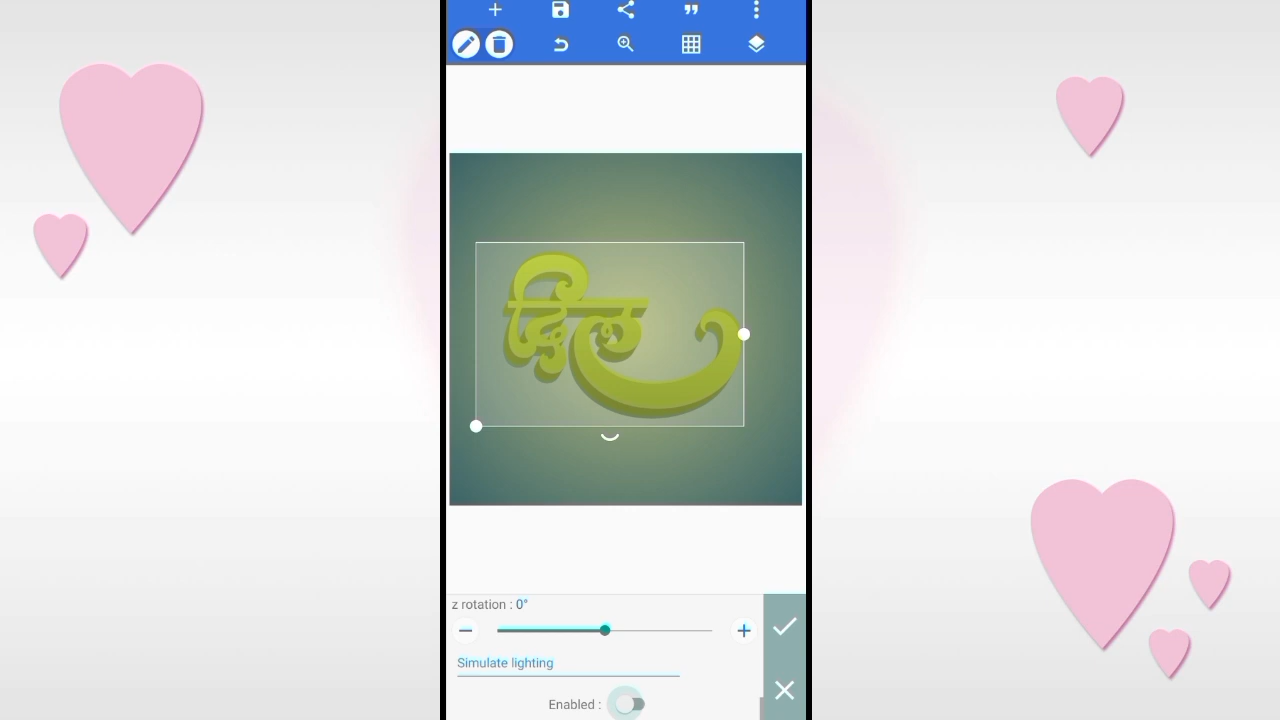 दिल
z rotation : 0°
Simulate lighting
Enabled :